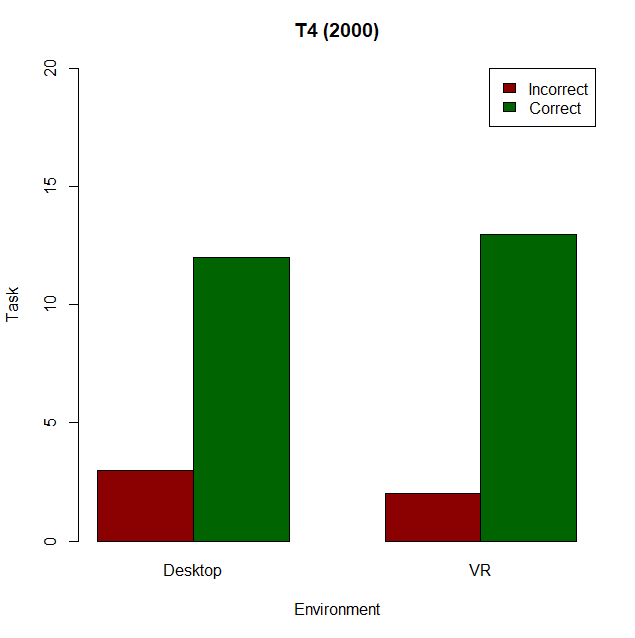 T4 (2000)
Incorrect
Correct
Task
20
15
10
5
0
Desktop
VR
Environment